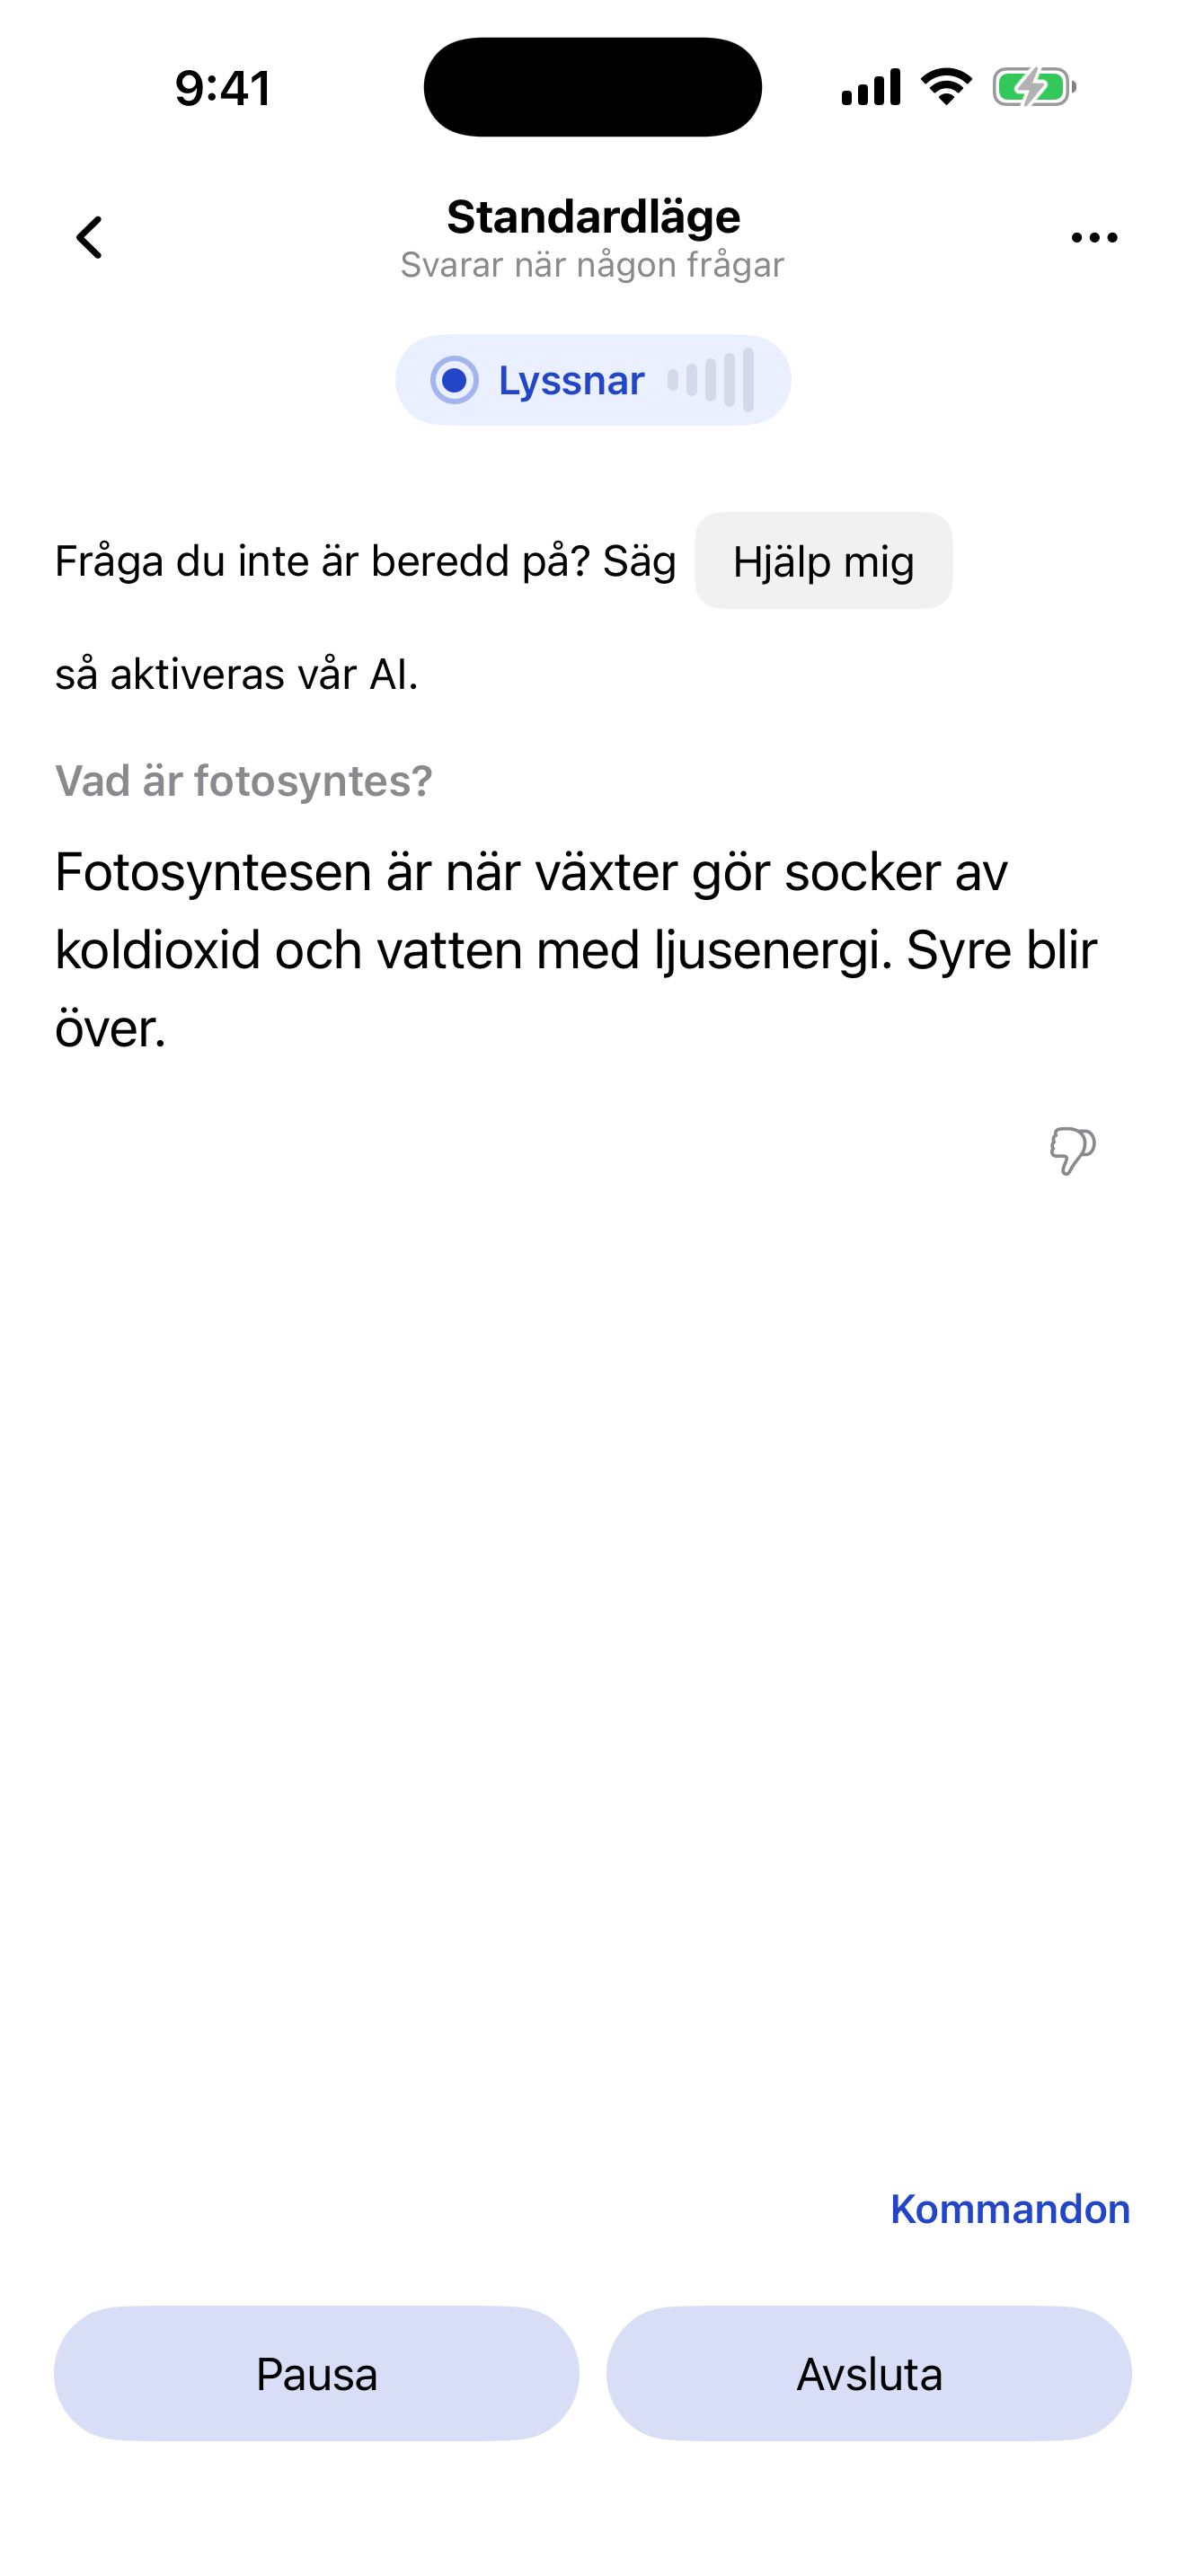 9:41
Standardläge
Svarar när någon frågar
Lyssnar
Fråga du inte är beredd på? Säg Hjälp mig
så aktiveras vår AI.
Vad är fotosyntes?
Fotosyntesen är när växter gör socker av
koldioxid och vatten med ljusenergi. Syre blir
över.
Kommandon
Pausa
Avsluta